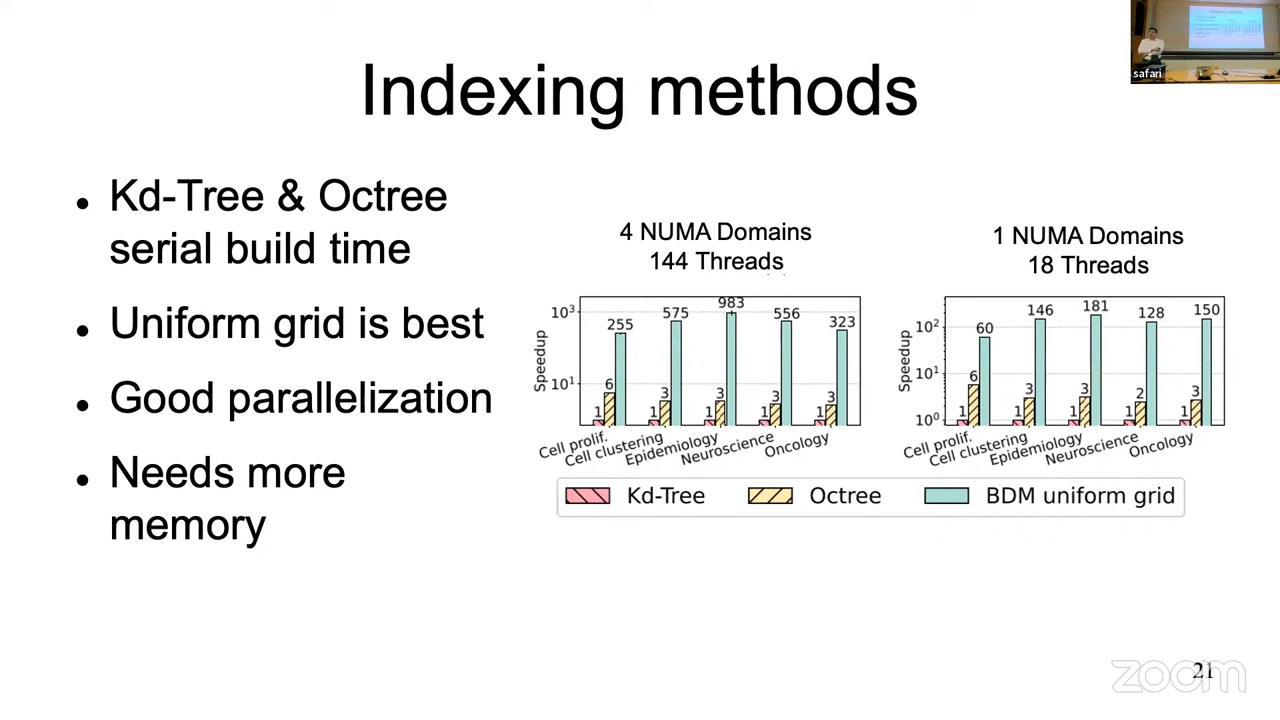 safari
Indexing methods
Kd-Tree & Octree
serial build time
Uniform grid is best
Good parallelization
Needs more
memory
4 NUMA Domains
144 Threads
10³
10¹
Speedup
255
575
983
556
323
6
3
3
3
3
1
1
1
1
1
Cell prolif.
Cell clustering
Epidemiology
Neuroscience
Oncology
1 NUMA Domains
18 Threads
10²
10¹
10⁰
Speedup
60
146
181
128
150
6
3
3
2
3
1
1
1
1
1
Cell prolif.
Cell clustering
Epidemiology
Neuroscience
Oncology
Kd-Tree
Octree
BDM uniform grid
21
zoom